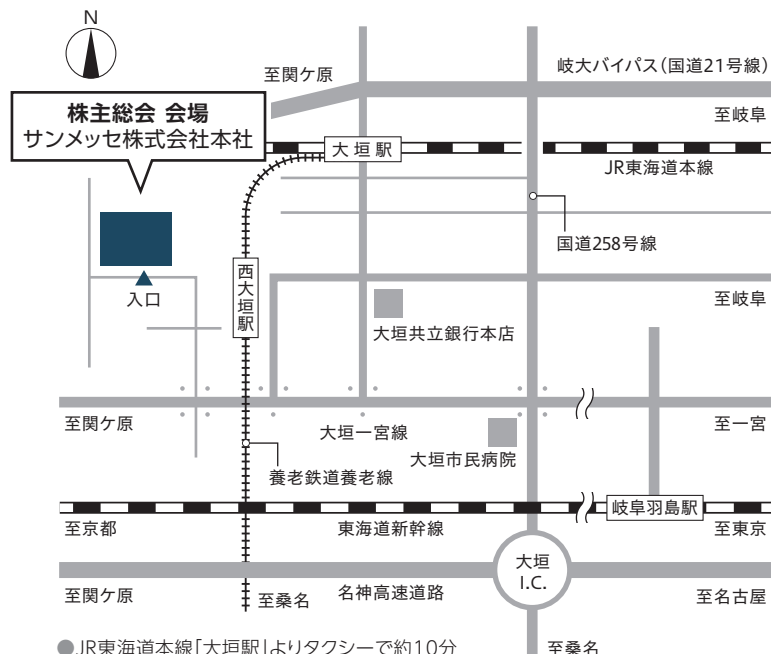 N
至関ケ原
岐大バイパス(国道21号線)
至岐阜
株主総会 会場
サンメッセ株式会社本社
大垣駅
JR東海道本線
国道258号線
西大垣駅
入口
至岐阜
大垣共立銀行本店
至関ケ原
大垣一宮線
至一宮
大垣市民病院
養老鉄道養老線
岐阜羽島駅
至京都
東海道新幹線
至東京
大垣
I.C.
至関ケ原
至桑名
名神高速道路
至名古屋
●JR東海道本線「大垣駅」よりタクシーで約10分
至桑名